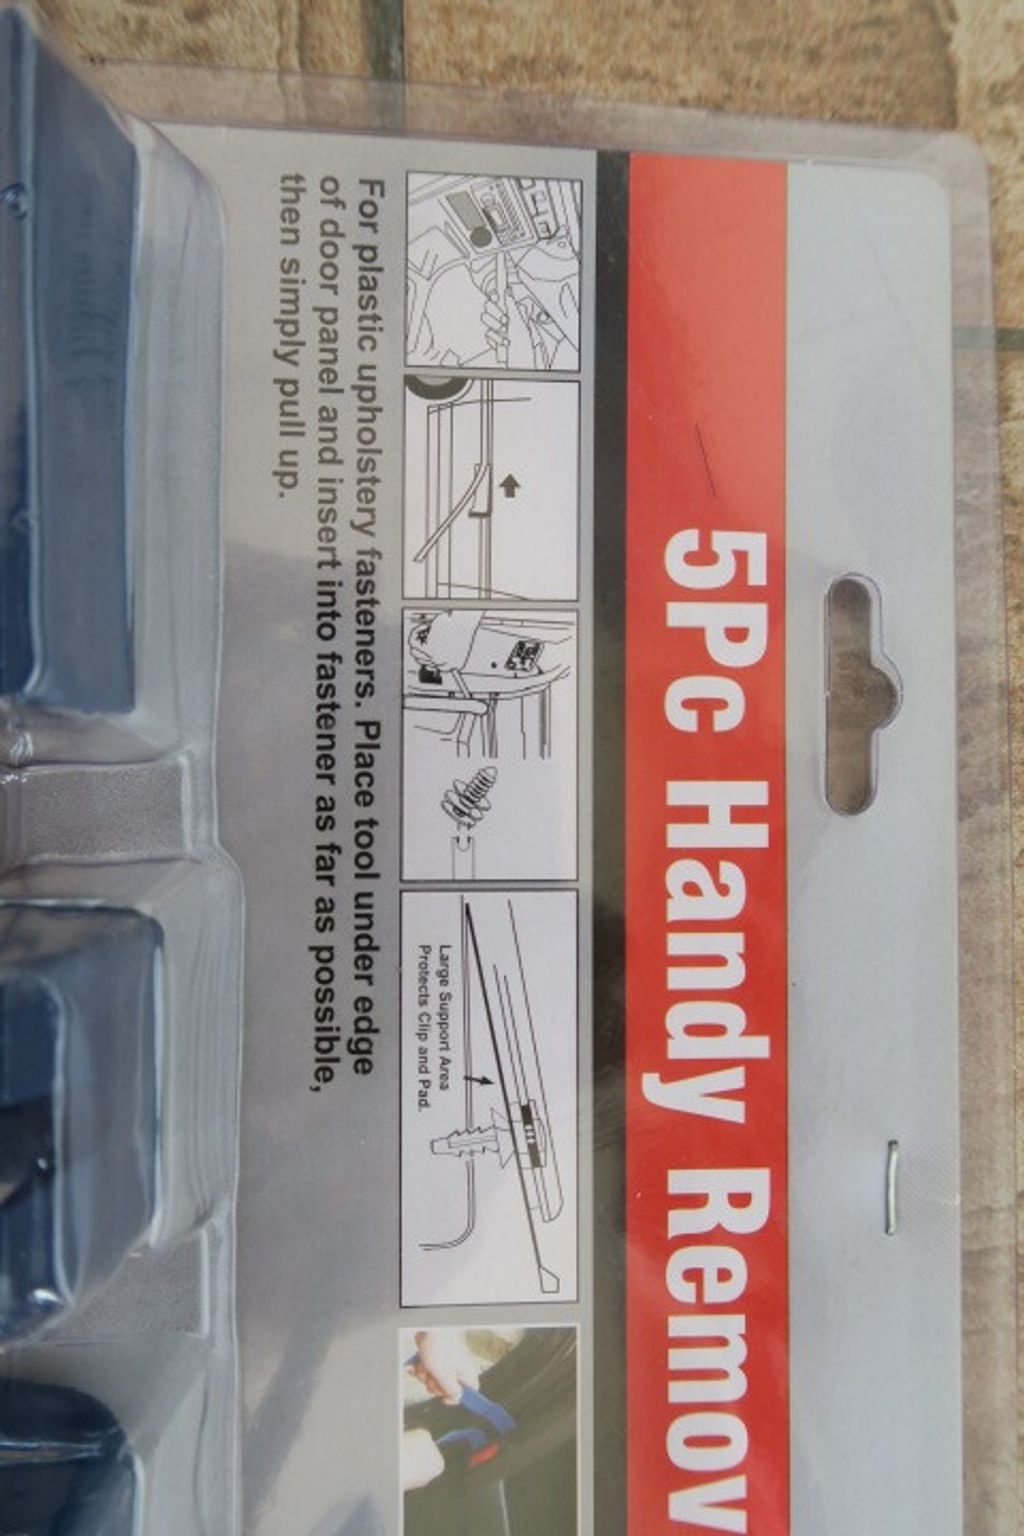 5Pc Handy Remov
Large Support Area
Protects Clip and Pad.
For plastic upholstery fasteners. Place tool under edge
of door panel and insert into fastener as far as possible,
then simply pull up.